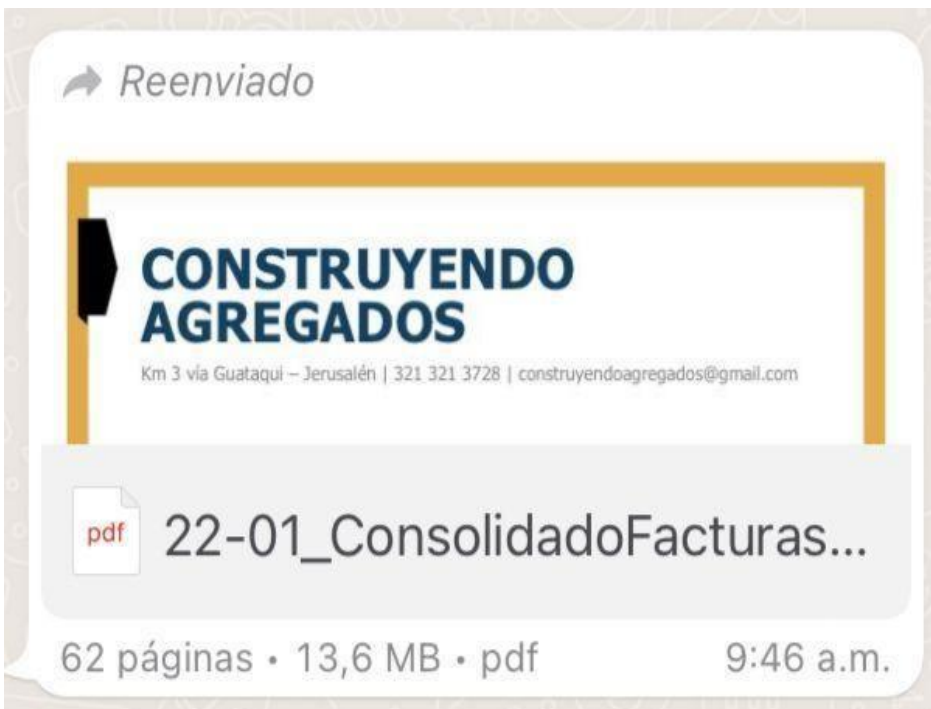 Reenviado
CONSTRUYENDO
AGREGADOS
Km 3 vía Guataqui – Jerusalén | 321 321 3728 | construyendoagregados@gmail.com
pdf
22-01_ConsolidadoFacturas...
62 páginas • 13,6 MB • pdf
9:46 a.m.